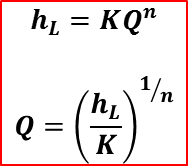 h_L = KQ^n
Q = (h_L / K)^{1/n}